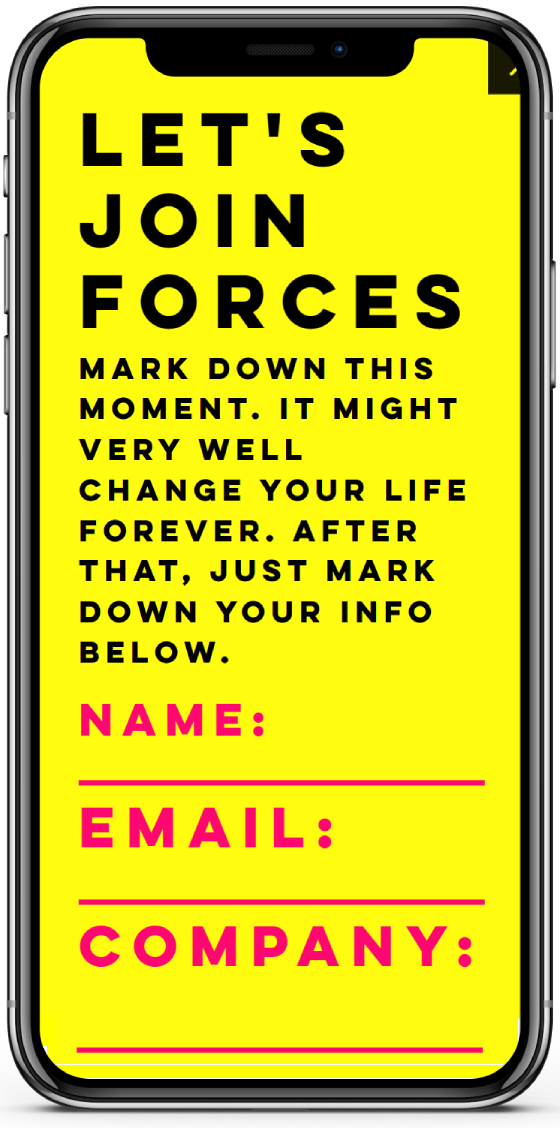 LET'S
JOIN
FORCES
MARK DOWN THIS
MOMENT. IT MIGHT
VERY WELL
CHANGE YOUR LIFE
FOREVER. AFTER
THAT, JUST MARK
DOWN YOUR INFO
BELOW.
NAME:
EMAIL:
COMPANY: